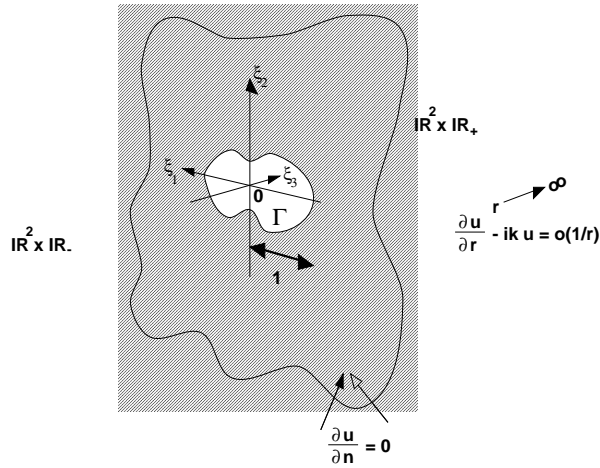 ξ₂
IR² x IR₊
ξ₁
ξ₃
0
Γ
r
∞
∂u/∂r - ik u = o(1/r)
IR² x IR₋
1
∂u/∂n = 0